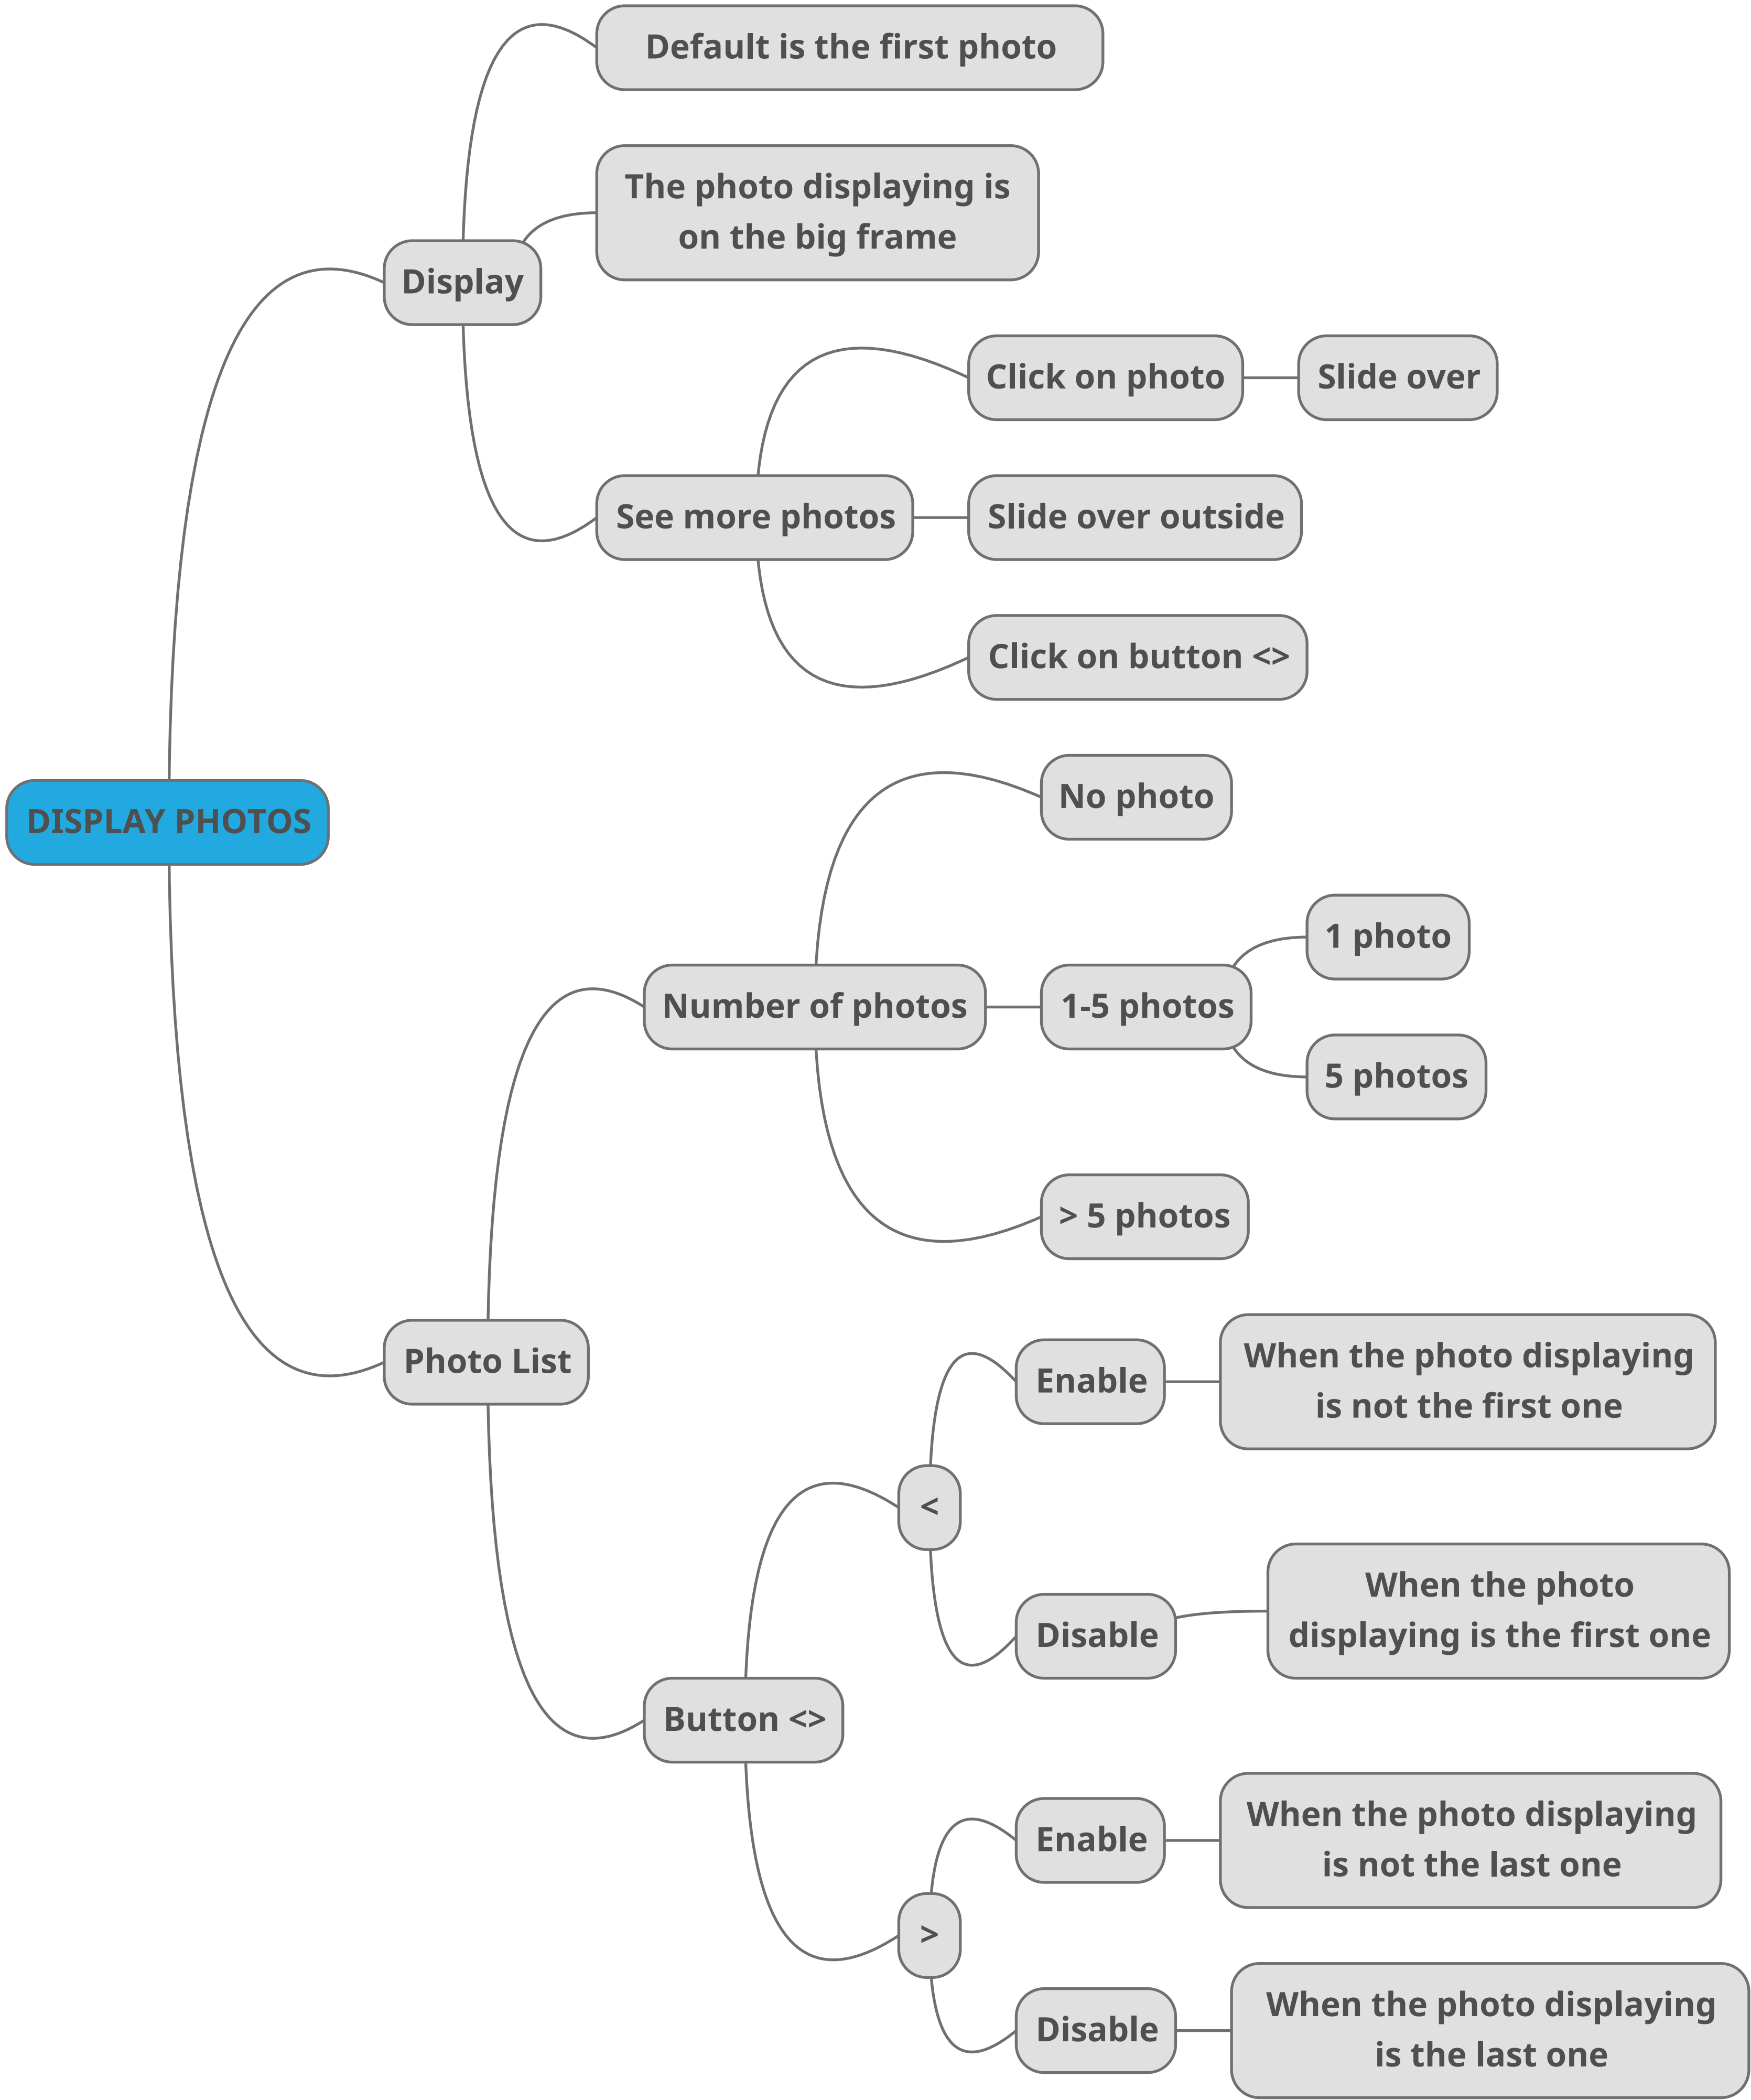 Default is the first photo
The photo displaying is
on the big frame
Display
Click on photo
Slide over
See more photos
Slide over outside
Click on button <>
DISPLAY PHOTOS
No photo
1 photo
Number of photos
1-5 photos
5 photos
> 5 photos
Photo List
Enable
When the photo displaying
is not the first one
<
Disable
When the photo
displaying is the first one
Button <>
Enable
When the photo displaying
is not the last one
>
Disable
When the photo displaying
is the last one